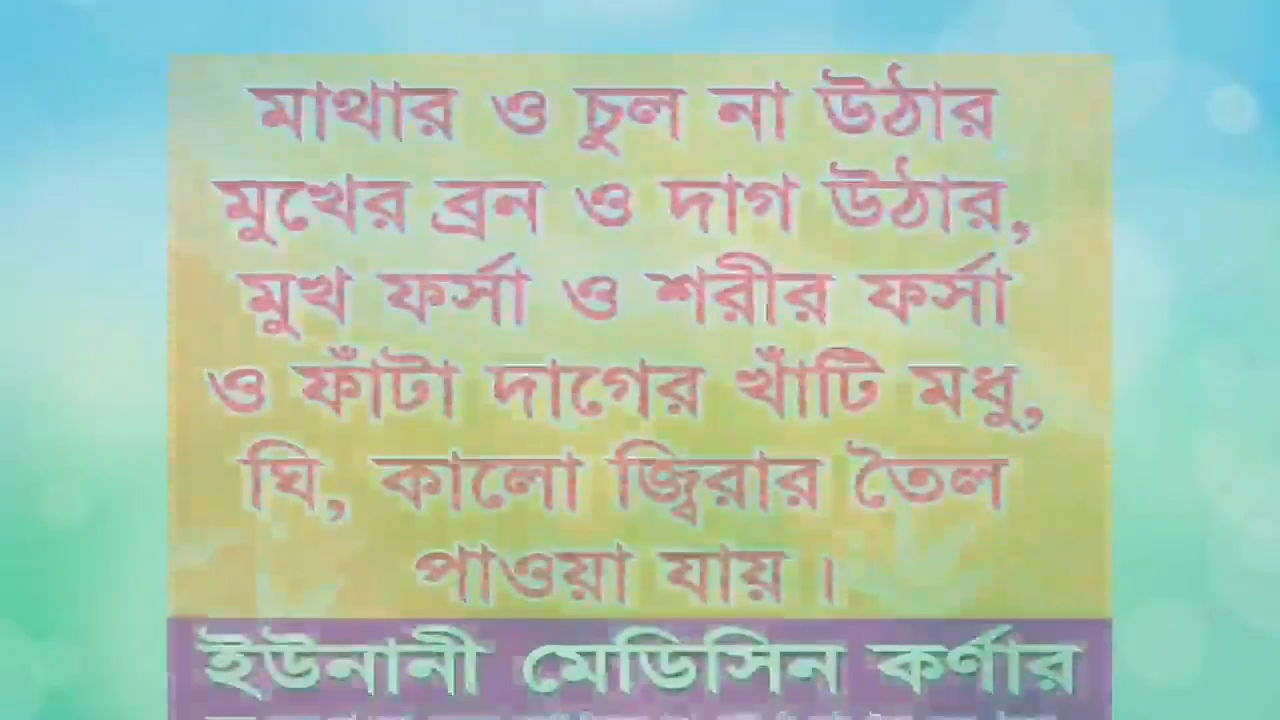 মাথার ও চুল না উঠার
মুখের ব্রন ও দাগ উঠার,
মুখ ফর্সা ও শরীর ফর্সা
ও ফাঁটা দাগের খাঁটি মধু,
ঘি, কালো জ্বিরার তৈল
পাওয়া যায় ।
ইউনানী মেডিসিন কর্ণার